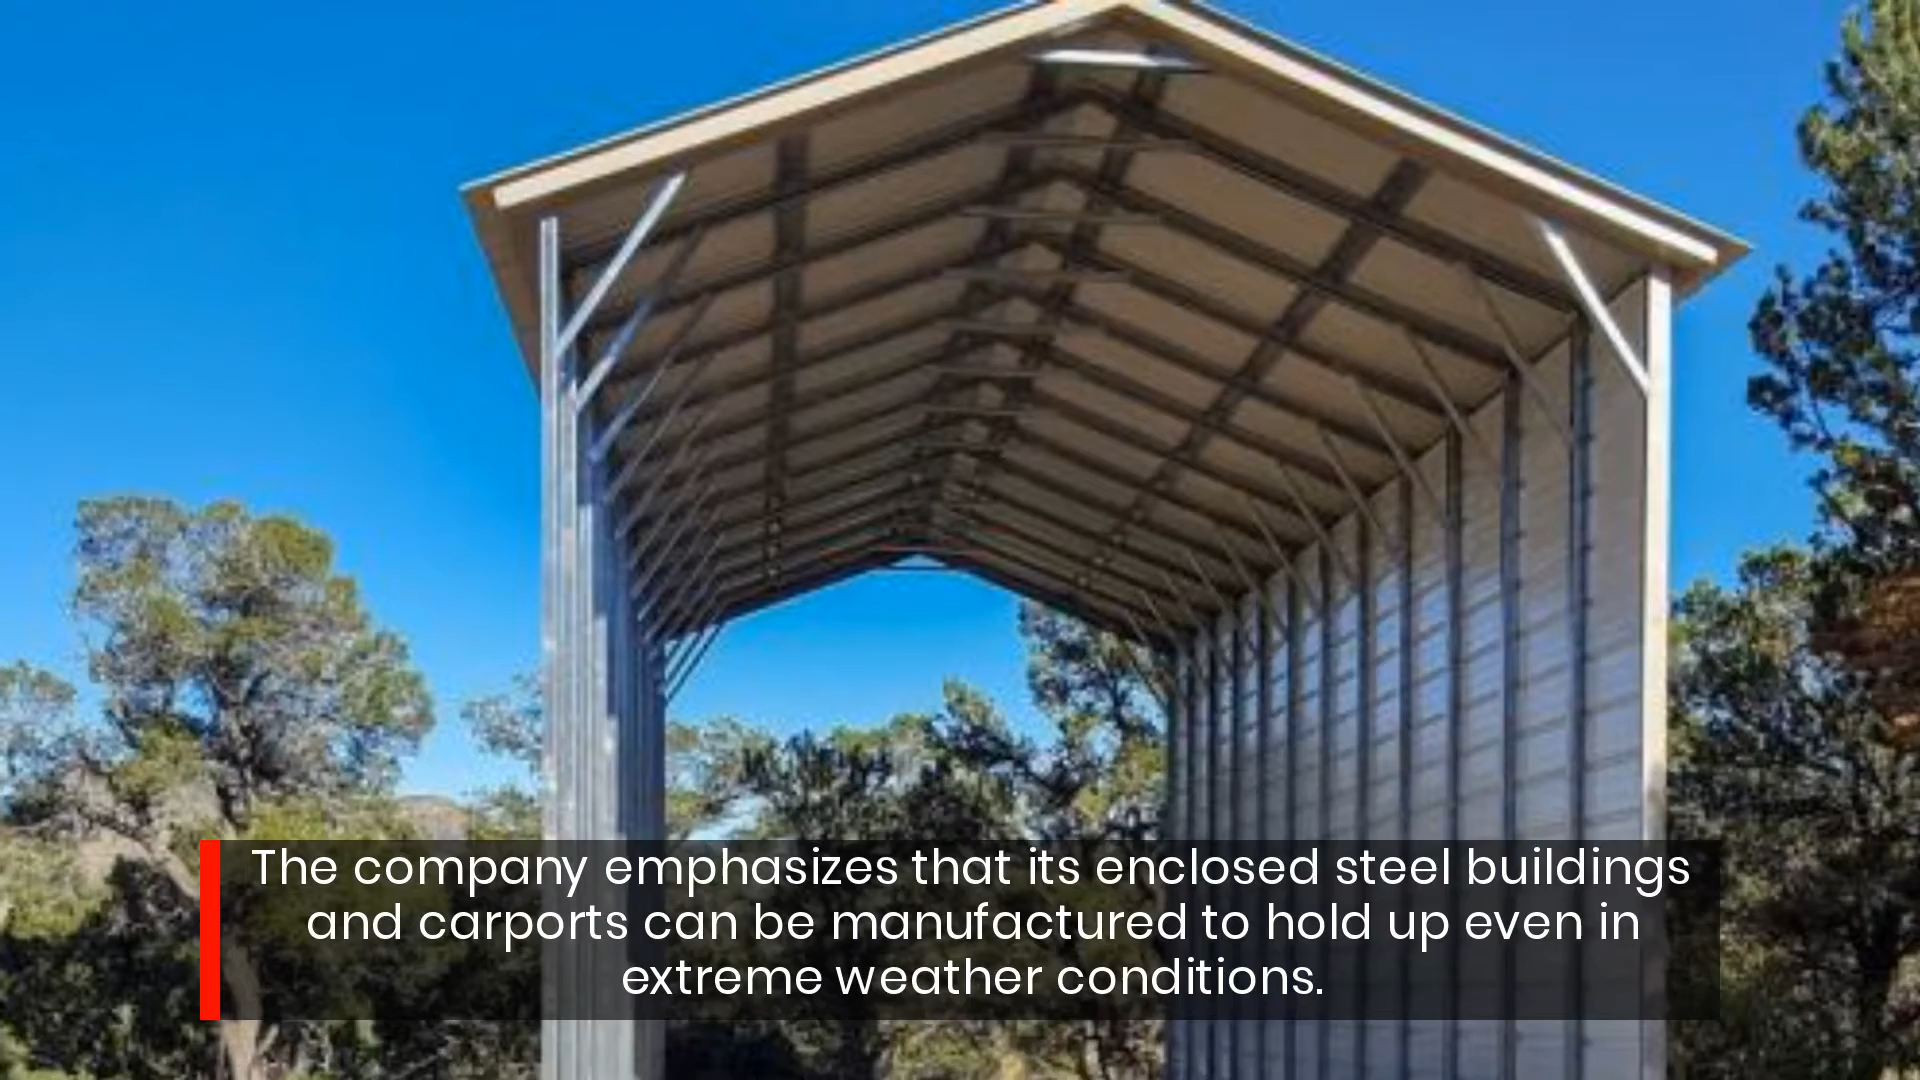 The company emphasizes that its enclosed steel buildings
and carports can be manufactured to hold up even in
extreme weather conditions.